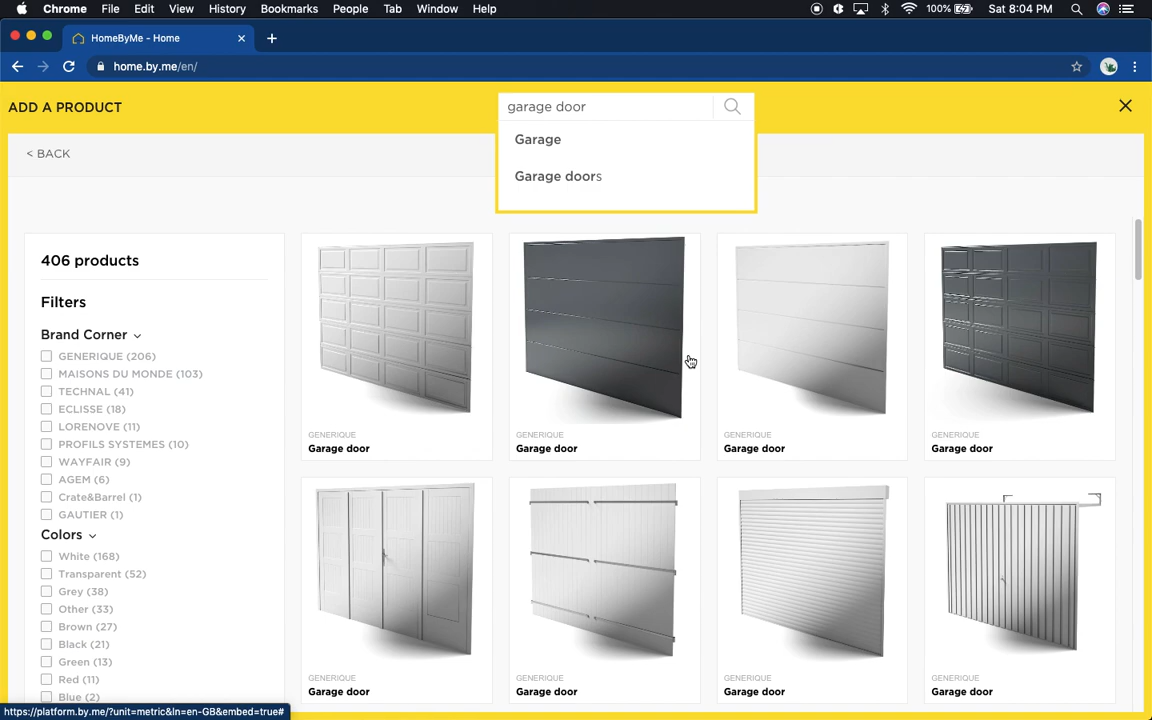 Chrome File Edit View History Bookmarks People Tab Window Help 100% Sat 8:04 PM
HomeByMe - Home
home.by.me/en/
ADD A PRODUCT
garage door
Garage
Garage doors
< BACK
406 products
Filters
Brand Corner
GENERIQUE (206)
MAISONS DU MONDE (103)
TECHNAL (41)
ECLISSE (18)
LORENOVE (11)
PROFILS SYSTEMES (10)
WAYFAIR (9)
AGEM (6)
Crate&Barrel (1)
GAUTIER (1)
Colors
White (168)
Transparent (52)
Grey (38)
Other (33)
Brown (27)
Black (21)
Green (13)
Red (11)
Blue (2)
GENERIQUE
Garage door
GENERIQUE
Garage door
GENERIQUE
Garage door
GENERIQUE
Garage door
GENERIQUE
Garage door
GENERIQUE
Garage door
GENERIQUE
Garage door
GENERIQUE
Garage door
https://platform.by.me/?unit=metric&ln=en-GB&embed=true#